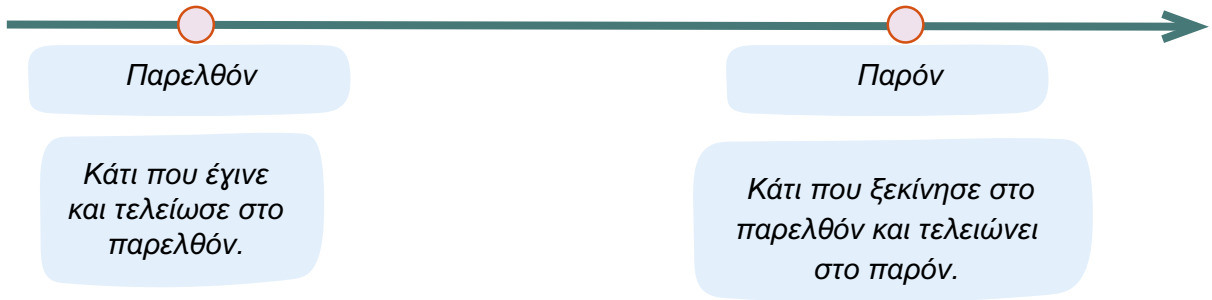 Παρελθόν
Παρόν
Κάτι που έγινε
και τελείωσε στο
παρελθόν.
Κάτι που ξεκίνησε στο
παρελθόν και τελειώνει
στο παρόν.